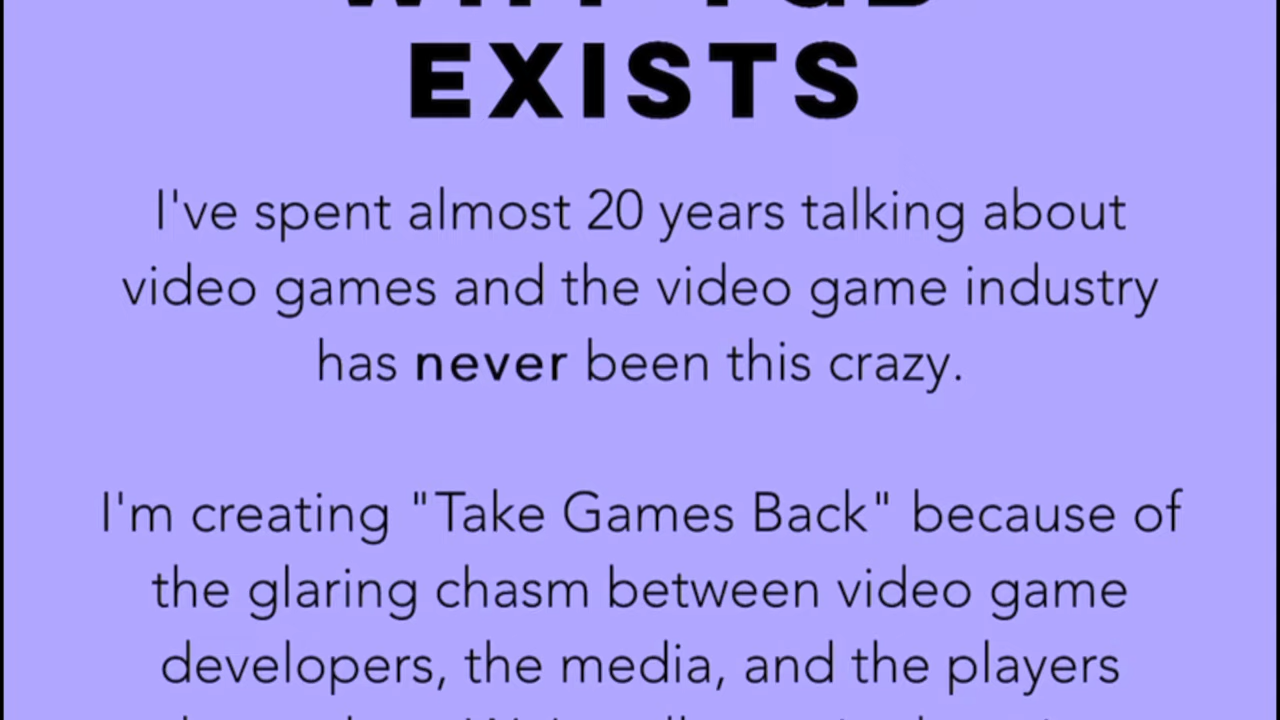 WHY TGB
EXISTS
I've spent almost 20 years talking about
video games and the video game industry
has never been this crazy.
I'm creating "Take Games Back" because of
the glaring chasm between video game
developers, the media, and the players